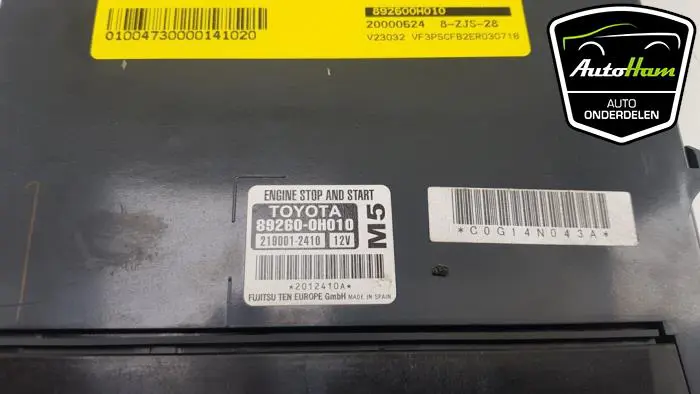 892600H010
20000624 8-ZJS-28
01004730000141020
V23032 VF3PSCFB2ER030718
AutoHam
AUTO
ONDERDELEN
ENGINE STOP AND START
TOYOTA
89260-0H010
219001-2410 12V
M5
*2012410A*
FUJITSU TEN EUROPE GmbH MADE IN SPAIN
*C0G14N043A*